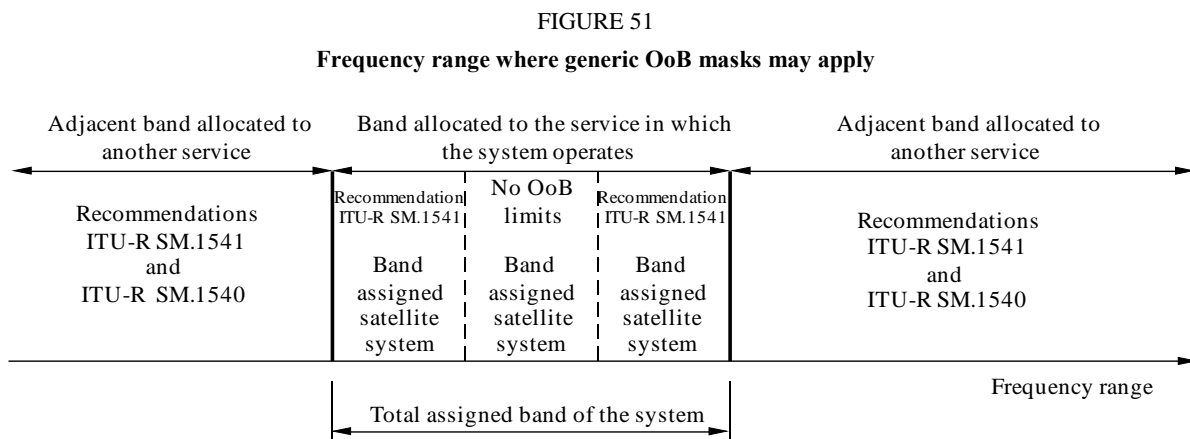 FIGURE 51
Frequency range where generic OoB masks may apply
Adjacent band allocated to
another service
Band allocated to the service in which
the system operates
Adjacent band allocated to
another service
Recommendations
ITU-R SM.1541
and
ITU-R SM.1540
Recommendation
ITU-R SM.1541
Band
assigned
satellite
system
No OoB
limits
Band
assigned
satellite
system
Recommendation
ITU-R SM.1541
Band
assigned
satellite
system
Recommendations
ITU-R SM.1541
and
ITU-R SM.1540
Frequency range
Total assigned band of the system